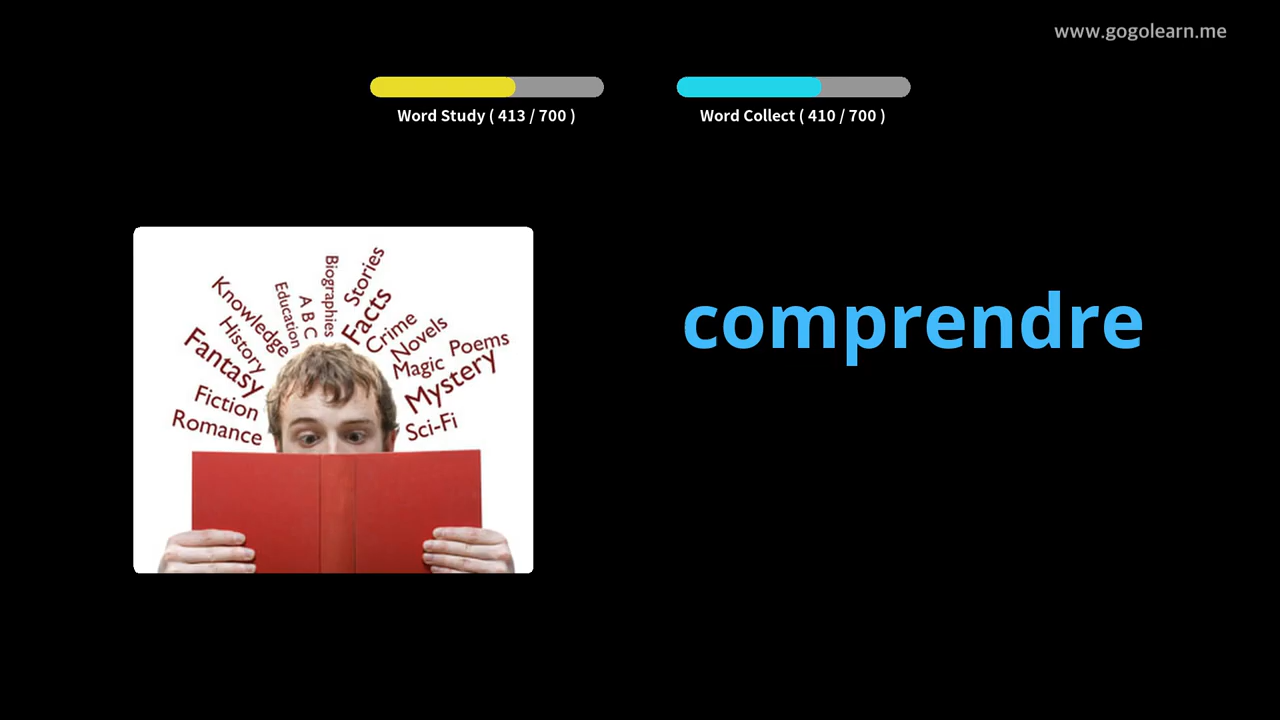 www.gogolearn.me
Word Study ( 413 / 700 )
Word Collect ( 410 / 700 )
comprendre
Romance
Fiction
Fantasy
History
Knowledge
Education
A B C
Biographies
Stories
Facts
Crime
Novels
Magic
Poems
Mystery
Sci-Fi